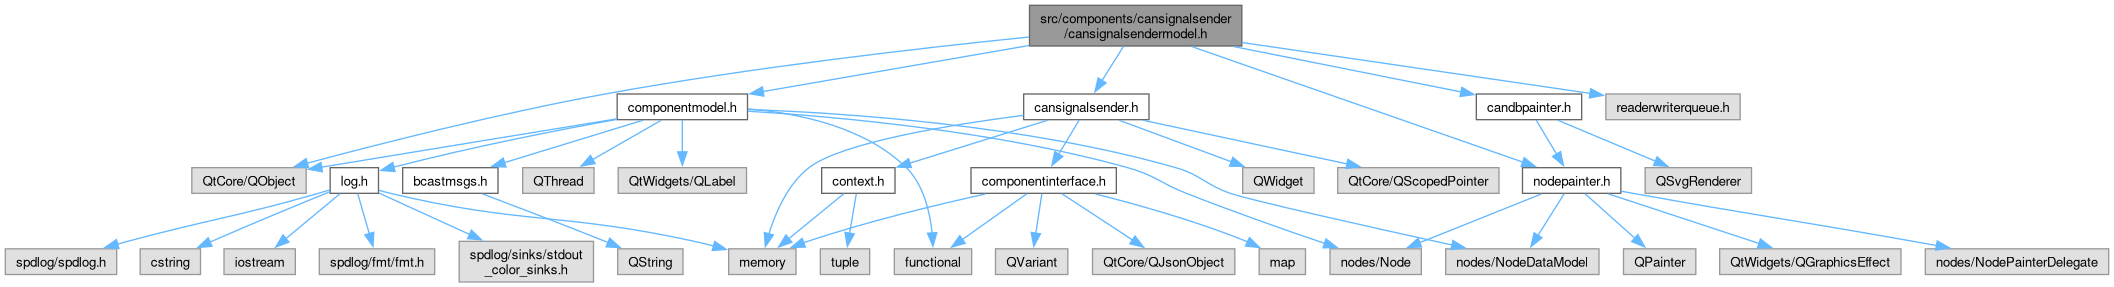 src/components/cansignalsender
/cansignalsendermodel.h
componentmodel.h
cansignalsender.h
candbpainter.h
readerwriterqueue.h
QtCore/QObject
log.h
bcastmsgs.h
QThread
QtWidgets/QLabel
context.h
componentinterface.h
QWidget
QtCore/QScopedPointer
nodepainter.h
QSvgRenderer
spdlog/spdlog.h
cstring
iostream
spdlog/fmt/fmt.h
spdlog/sinks/stdout
_color_sinks.h
QString
memory
tuple
functional
QVariant
QtCore/QJsonObject
map
nodes/Node
nodes/NodeDataModel
QPainter
QtWidgets/QGraphicsEffect
nodes/NodePainterDelegate